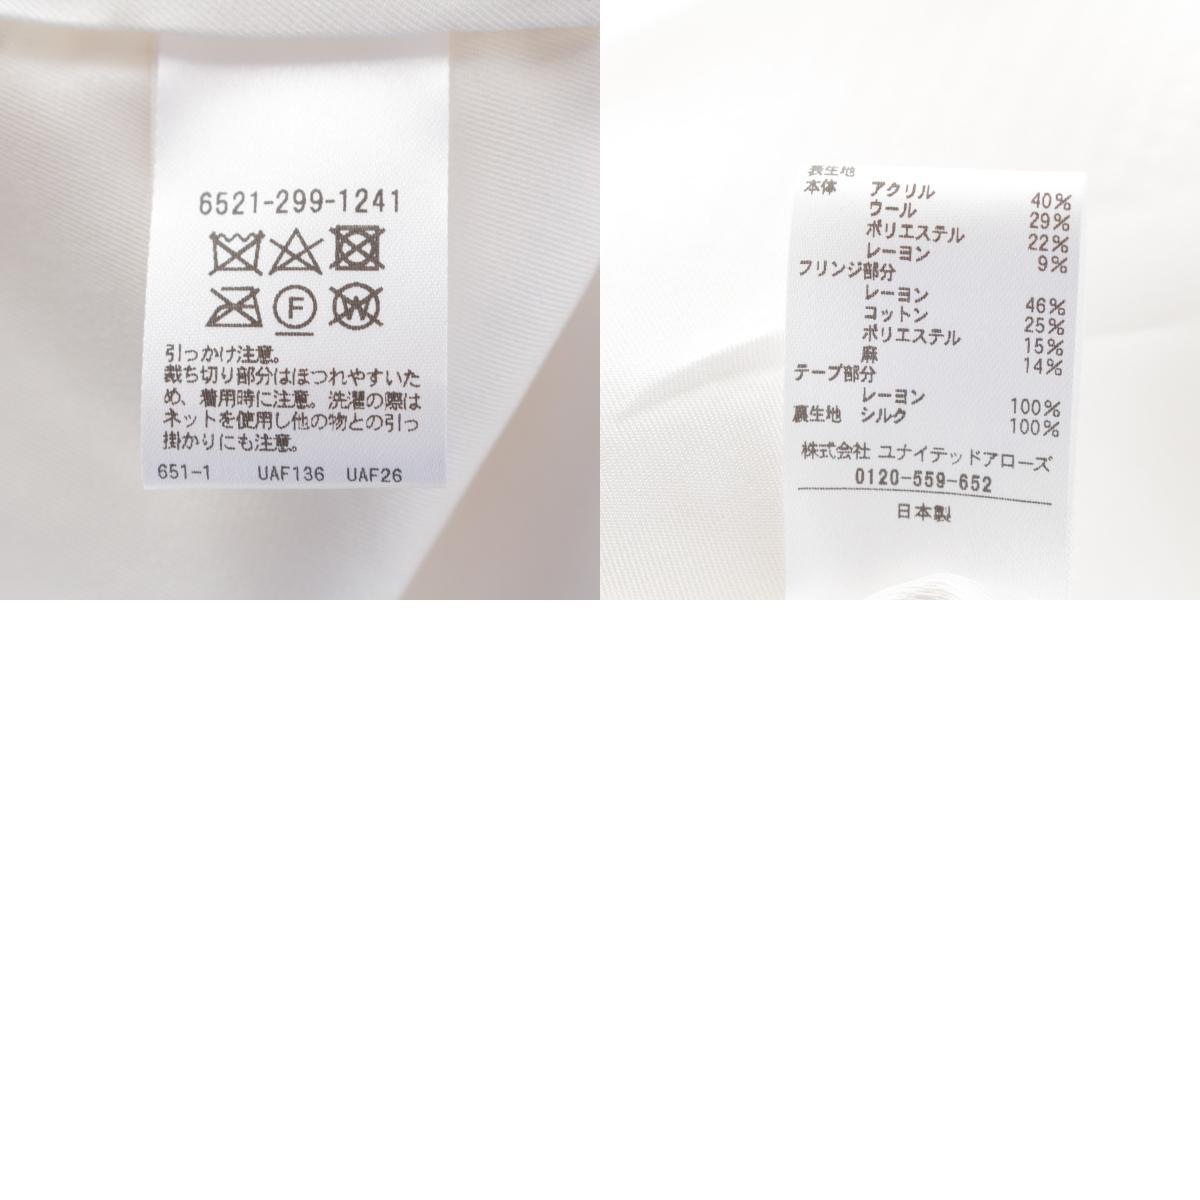 6521-299-1241
引っかけ注意。
裁ち切り部分はほつれやすいた
め、着用時に注意。洗濯の際は
ネットを使用し他の物との引っ
掛かりにも注意。
651-1 UAF136 UAF26
表生地
本体 アクリル 40%
ウール 29%
ポリエステル 22%
レーヨン 9%
フリンジ部分
レーヨン 46%
コットン 25%
ポリエステル 15%
麻 14%
テープ部分
レーヨン 100%
裏生地 シルク 100%
株式会社 ユナイテッドアローズ
0120-559-652
日本製